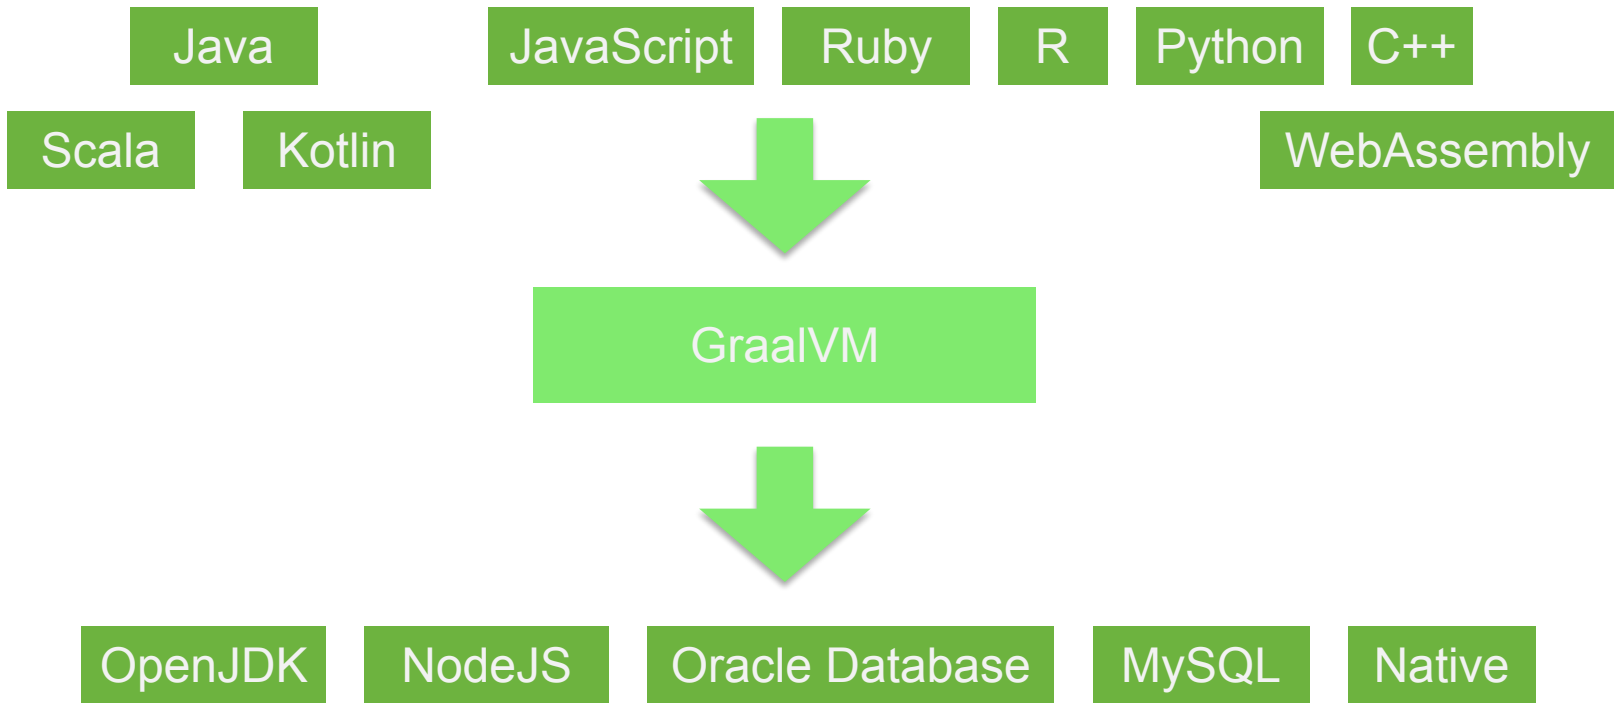 Java
JavaScript
Ruby
R
Python
C++
Scala
Kotlin
WebAssembly
GraalVM
OpenJDK
NodeJS
Oracle Database
MySQL
Native